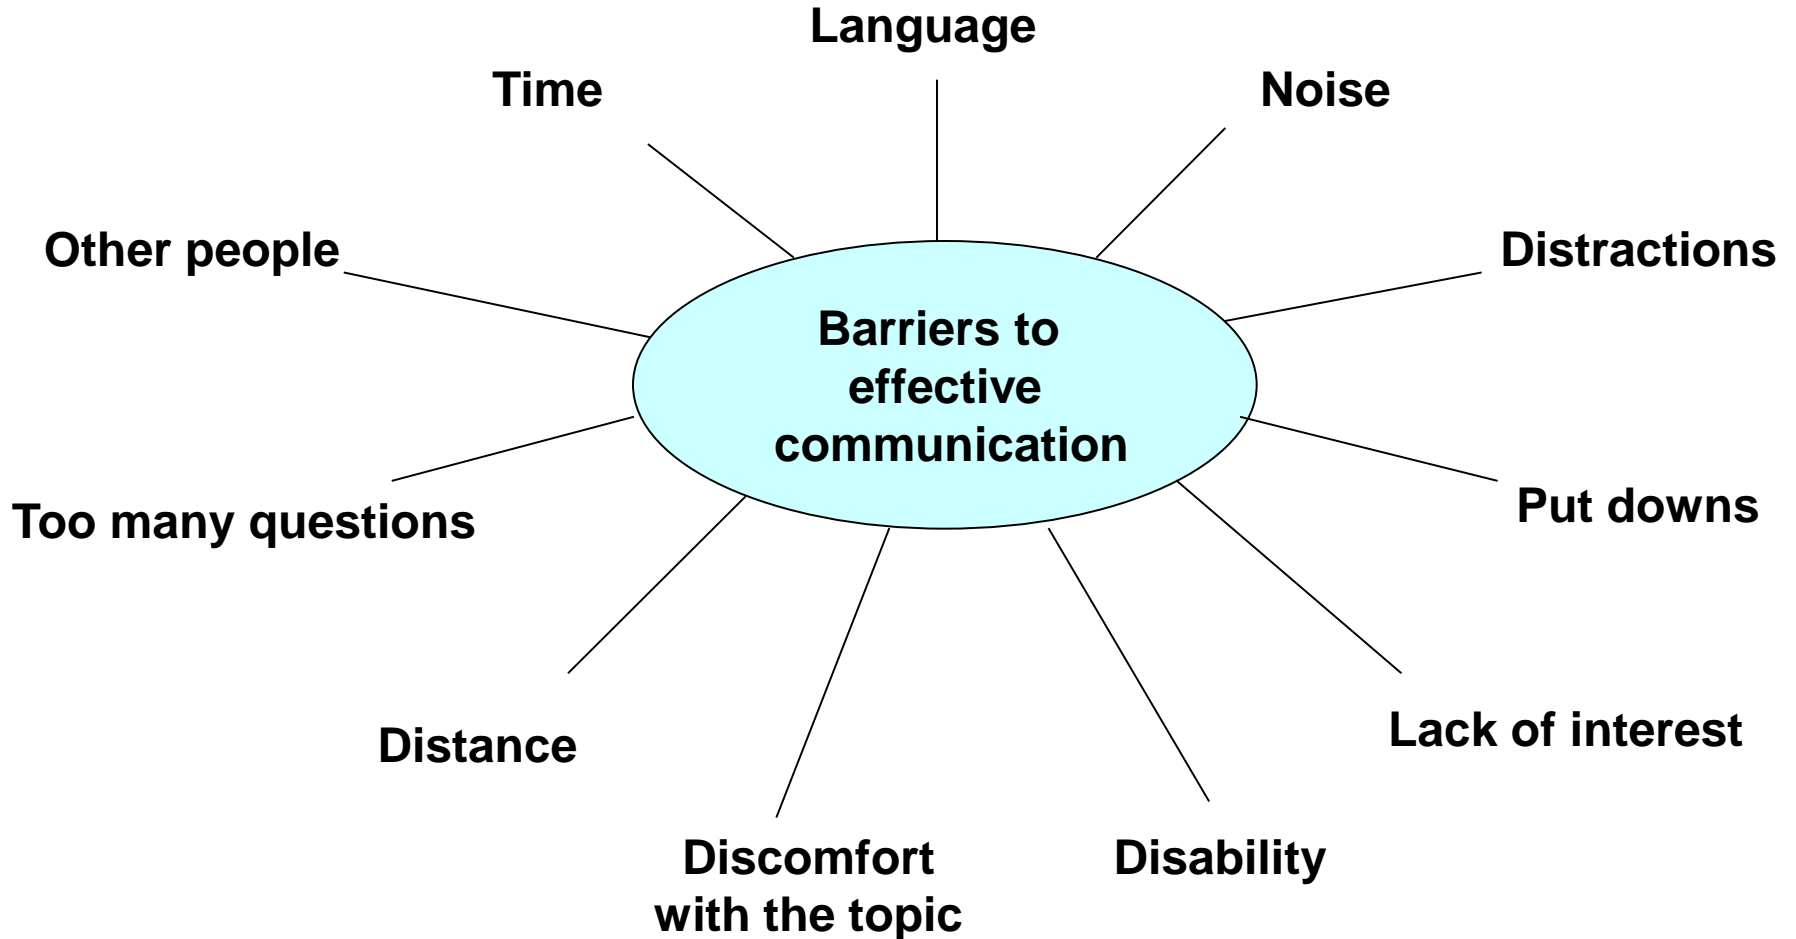 Language
Time
Noise
Other people
Distractions
Barriers to
effective
communication
Too many questions
Put downs
Distance
Lack of interest
Discomfort
with the topic
Disability